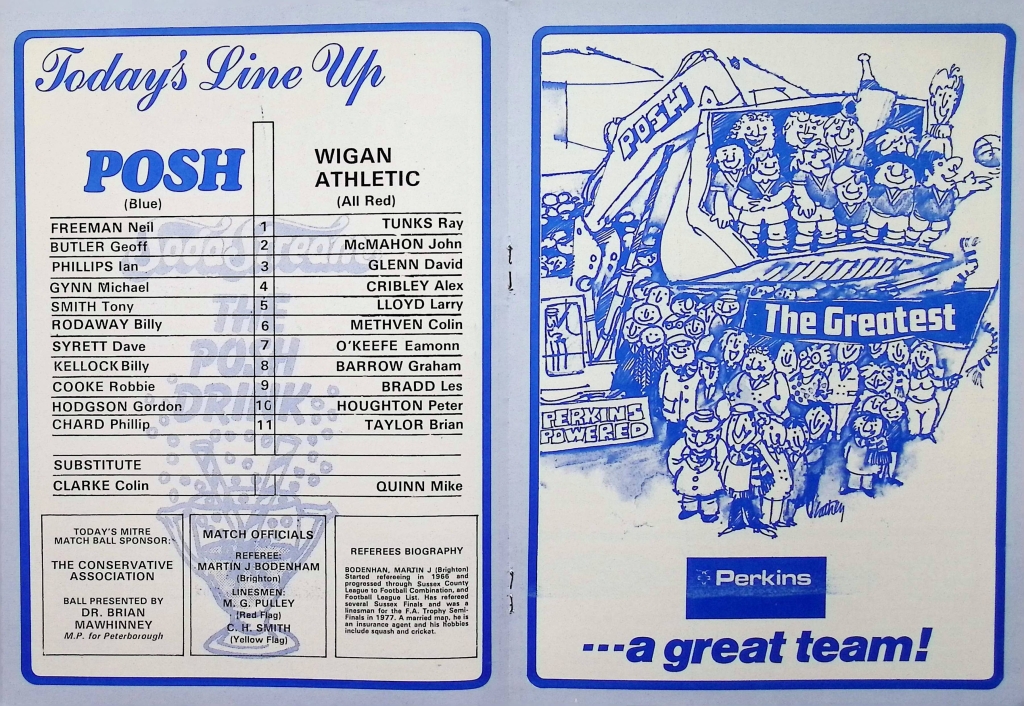 Today's Line Up
POSH
(Blue)
WIGAN
ATHLETIC
(All Red)
FREEMAN Neil 1 TUNKS Ray
BUTLER Geoff 2 McMAHON John
PHILLIPS Ian 3 GLENN David
GYNN Michael 4 CRIBLEY Alex
SMITH Tony 5 LLOYD Larry
RODAWAY Billy 6 METHVEN Colin
SYRETT Dave 7 O'KEEFE Eamonn
KELLOCK Billy 8 BARROW Graham
COOKE Robbie 9 BRADD Les
HODGSON Gordon 10 HOUGHTON Peter
CHARD Phillip 11 TAYLOR Brian
SUBSTITUTE
CLARKE Colin QUINN Mike
THE
POSH
DRINK
TODAY'S MITRE
MATCH BALL SPONSOR:
THE CONSERVATIVE
ASSOCIATION
BALL PRESENTED BY
DR. BRIAN
MAWHINNEY
M.P. for Peterborough
MATCH OFFICIALS
REFEREE:
MARTIN J BODENHAM
(Brighton)
LINESMEN:
M. G. PULLEY
(Red Flag)
C. H. SMITH
(Yellow Flag)
REFEREES BIOGRAPHY
BODENHAN, MARTIN J (Brighton)
Started refereeing in 1966 and
progressed through Sussex County
League to Football Combination, and
Football League List. Has refereed
several Sussex Finals and was a
linesman for the F.A. Trophy Semi-
Finals in 1977. A married man, he is
an insurance agent and his hobbies
include squash and cricket.
POSH
The Greatest
PERKINS
POWERED
Perkins
...a great team!